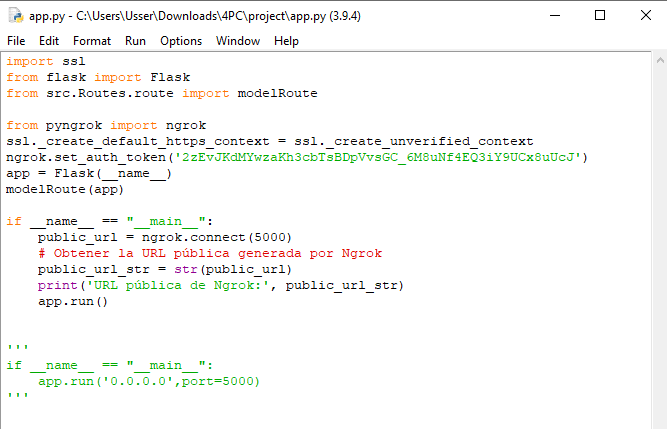 app.py - C:\Users\Usser\Downloads\4PC\project\app.py (3.9.4)
File Edit Format Run Options Window Help
import ssl
from flask import Flask
from src.Routes.route import modelRoute
from pyngrok import ngrok
ssl._create_default_https_context = ssl._create_unverified_context
ngrok.set_auth_token('2zEvJKdMYwzaKh3cbTsBDpVvsGC_6M8uNf4EQ3iY9UCx8uUcJ')
app = Flask(__name__)
modelRoute(app)
if __name__ == "__main__":
    public_url = ngrok.connect(5000)
    # Obtener la URL pública generada por Ngrok
    public_url_str = str(public_url)
    print('URL pública de Ngrok:', public_url_str)
    app.run()
'''
if __name__ == "__main__":
    app.run('0.0.0.0',port=5000)
'''